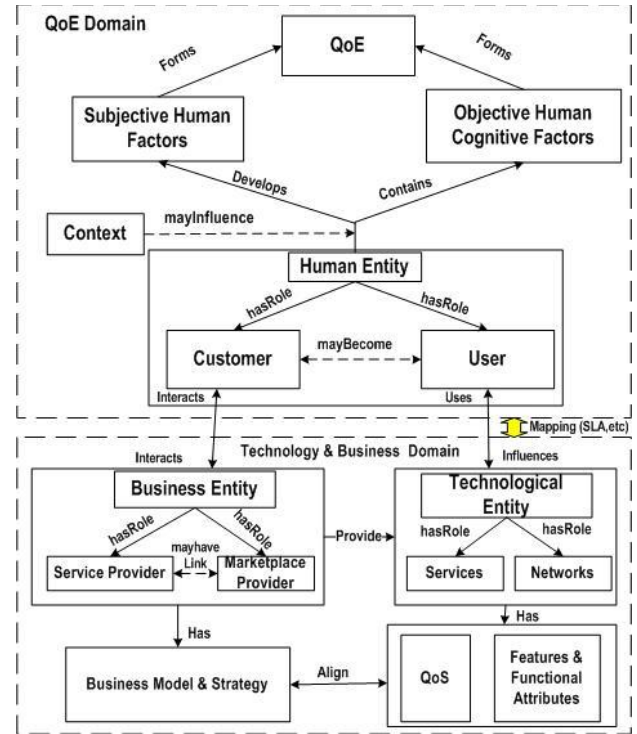 QoE Domain
QoE
Forms
Forms
Subjective Human
Factors
Objective Human
Cognitive Factors
Develops
Contains
mayInfluence
Context
Human Entity
hasRole
hasRole
Customer
mayBecome
User
Interacts
Uses
Mapping (SLA,etc)
Interacts
Technology & Business Domain
Influences
Business Entity
Technological
Entity
hasRole
hasRole
Provide
hasRole
hasRole
Service Provider
mayhave
Link
Marketplace
Provider
Services
Networks
Has
Has
Business Model & Strategy
Align
QoS
Features &
Functional
Attributes